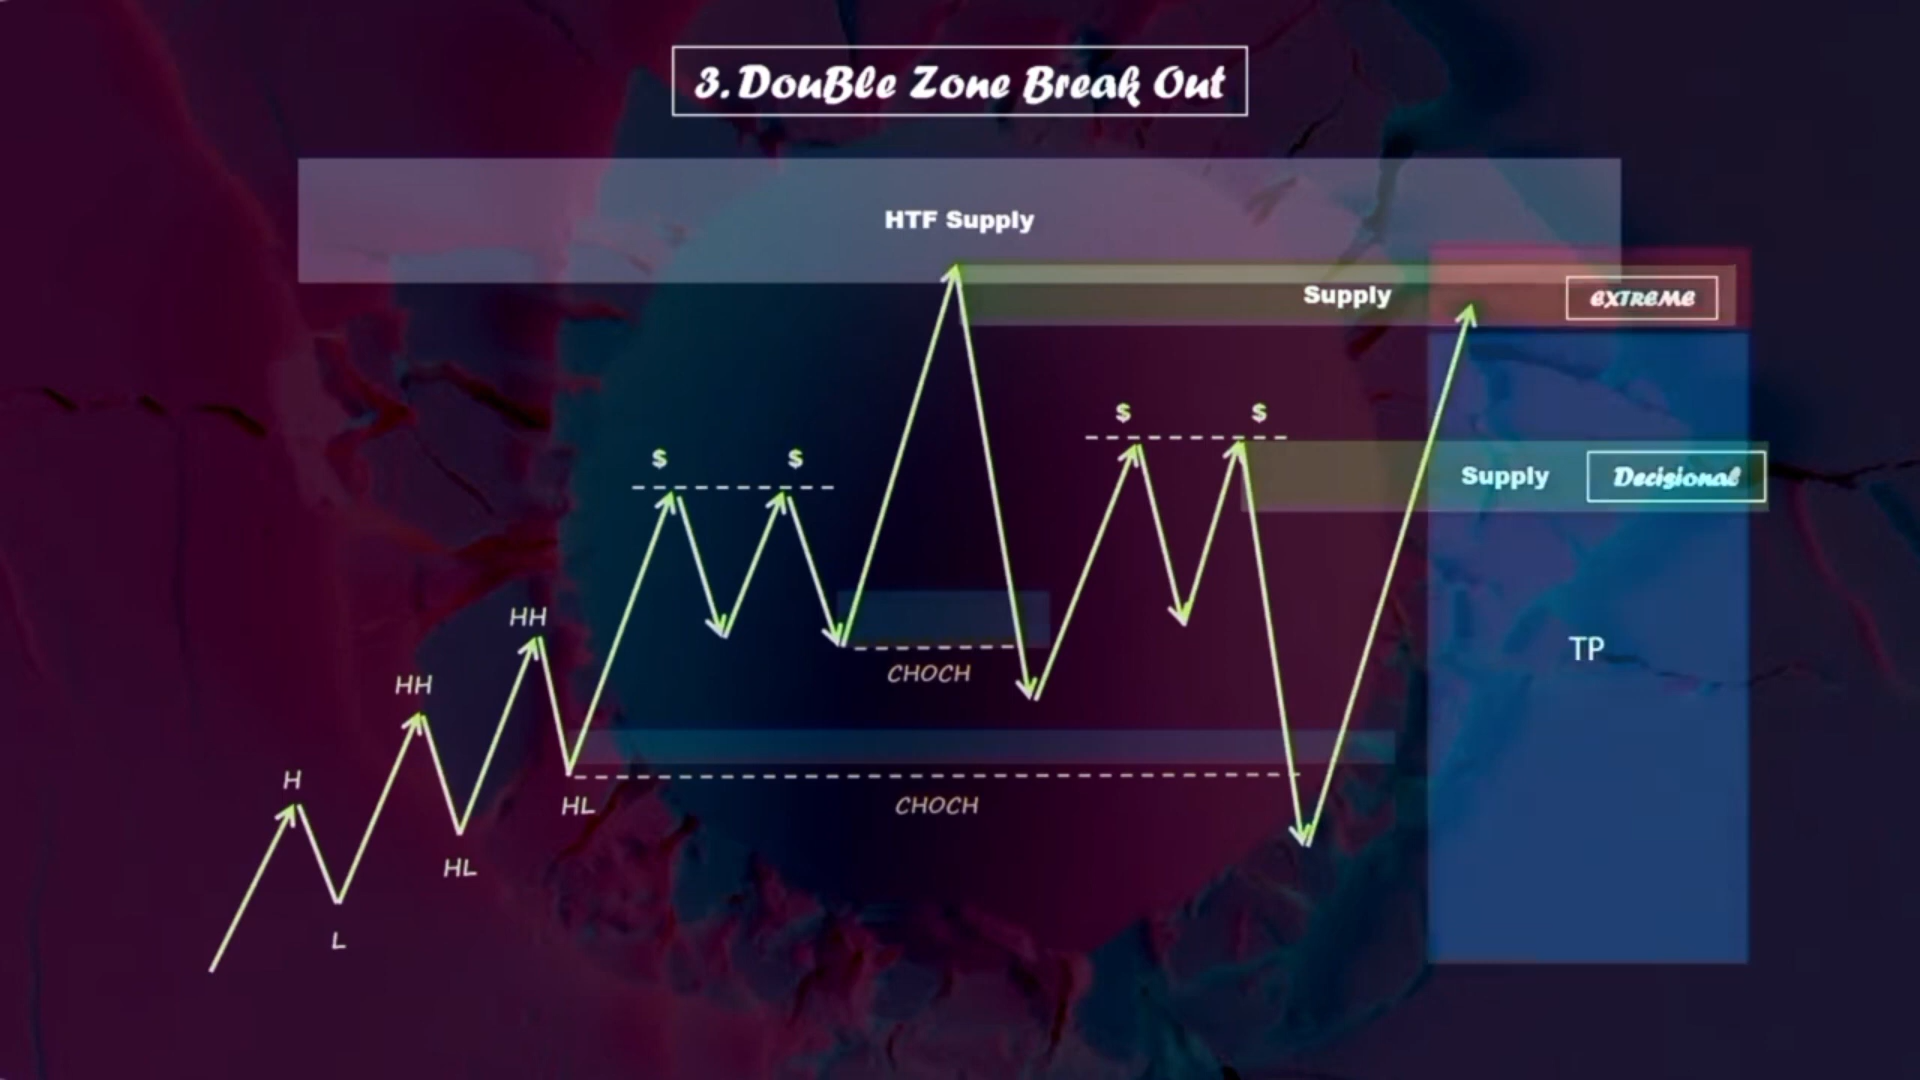 3. DouBle Zone Break Out
HTF Supply
Supply
EXTREME
$ $
$ $
Supply
Decisional
HH
TP
CHOCH
HH
H
HL
CHOCH
HL
L